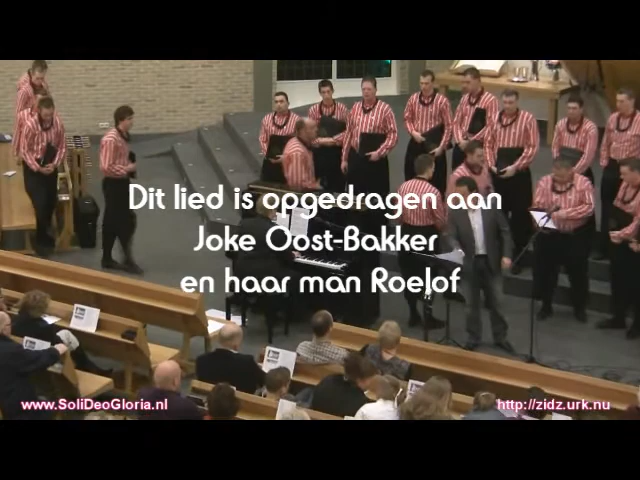 Dit lied is opgedragen aan
Joke Oost-Bakker
en haar man Roelof
www.SoliDeoGloria.nl
http://zidz.urk.nu